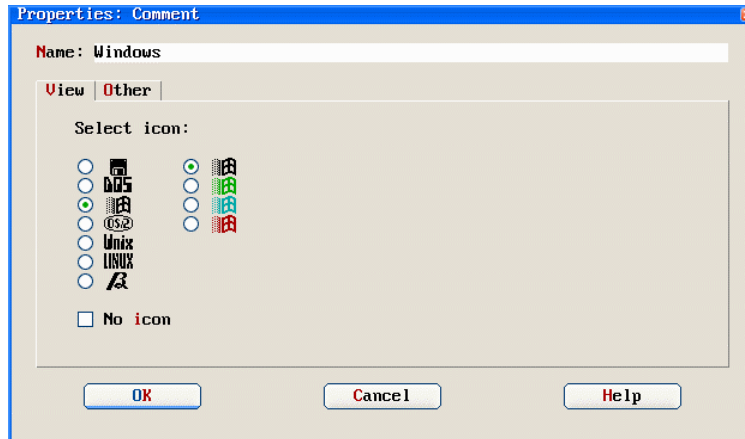 Properties: Comment
Name: Windows
View Other
Select icon:
DOS
OS/2
Unix
LINUX
β
No icon
OK Cancel Help